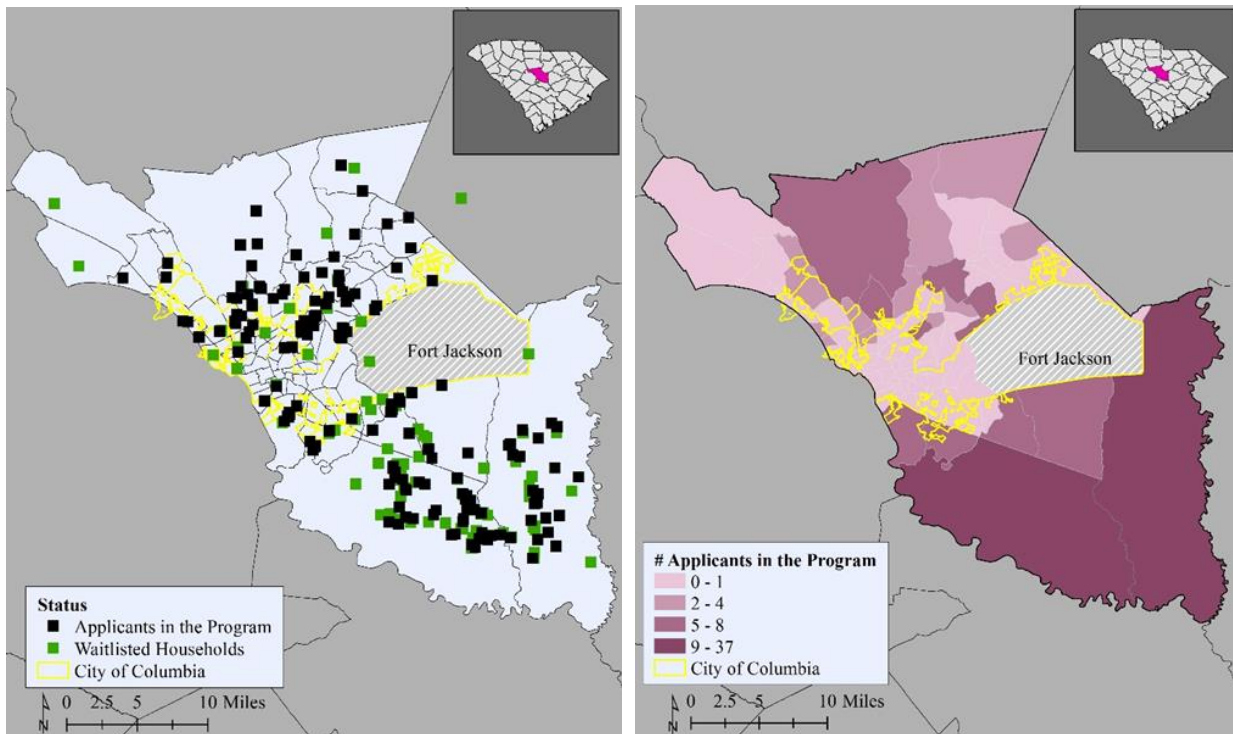 Fort Jackson
Status
Applicants in the Program
Waitlisted Households
City of Columbia
0 2.5 5 10 Miles
N
Fort Jackson
# Applicants in the Program
0 - 1
2 - 4
5 - 8
9 - 37
City of Columbia
0 2.5 5 10 Miles
N